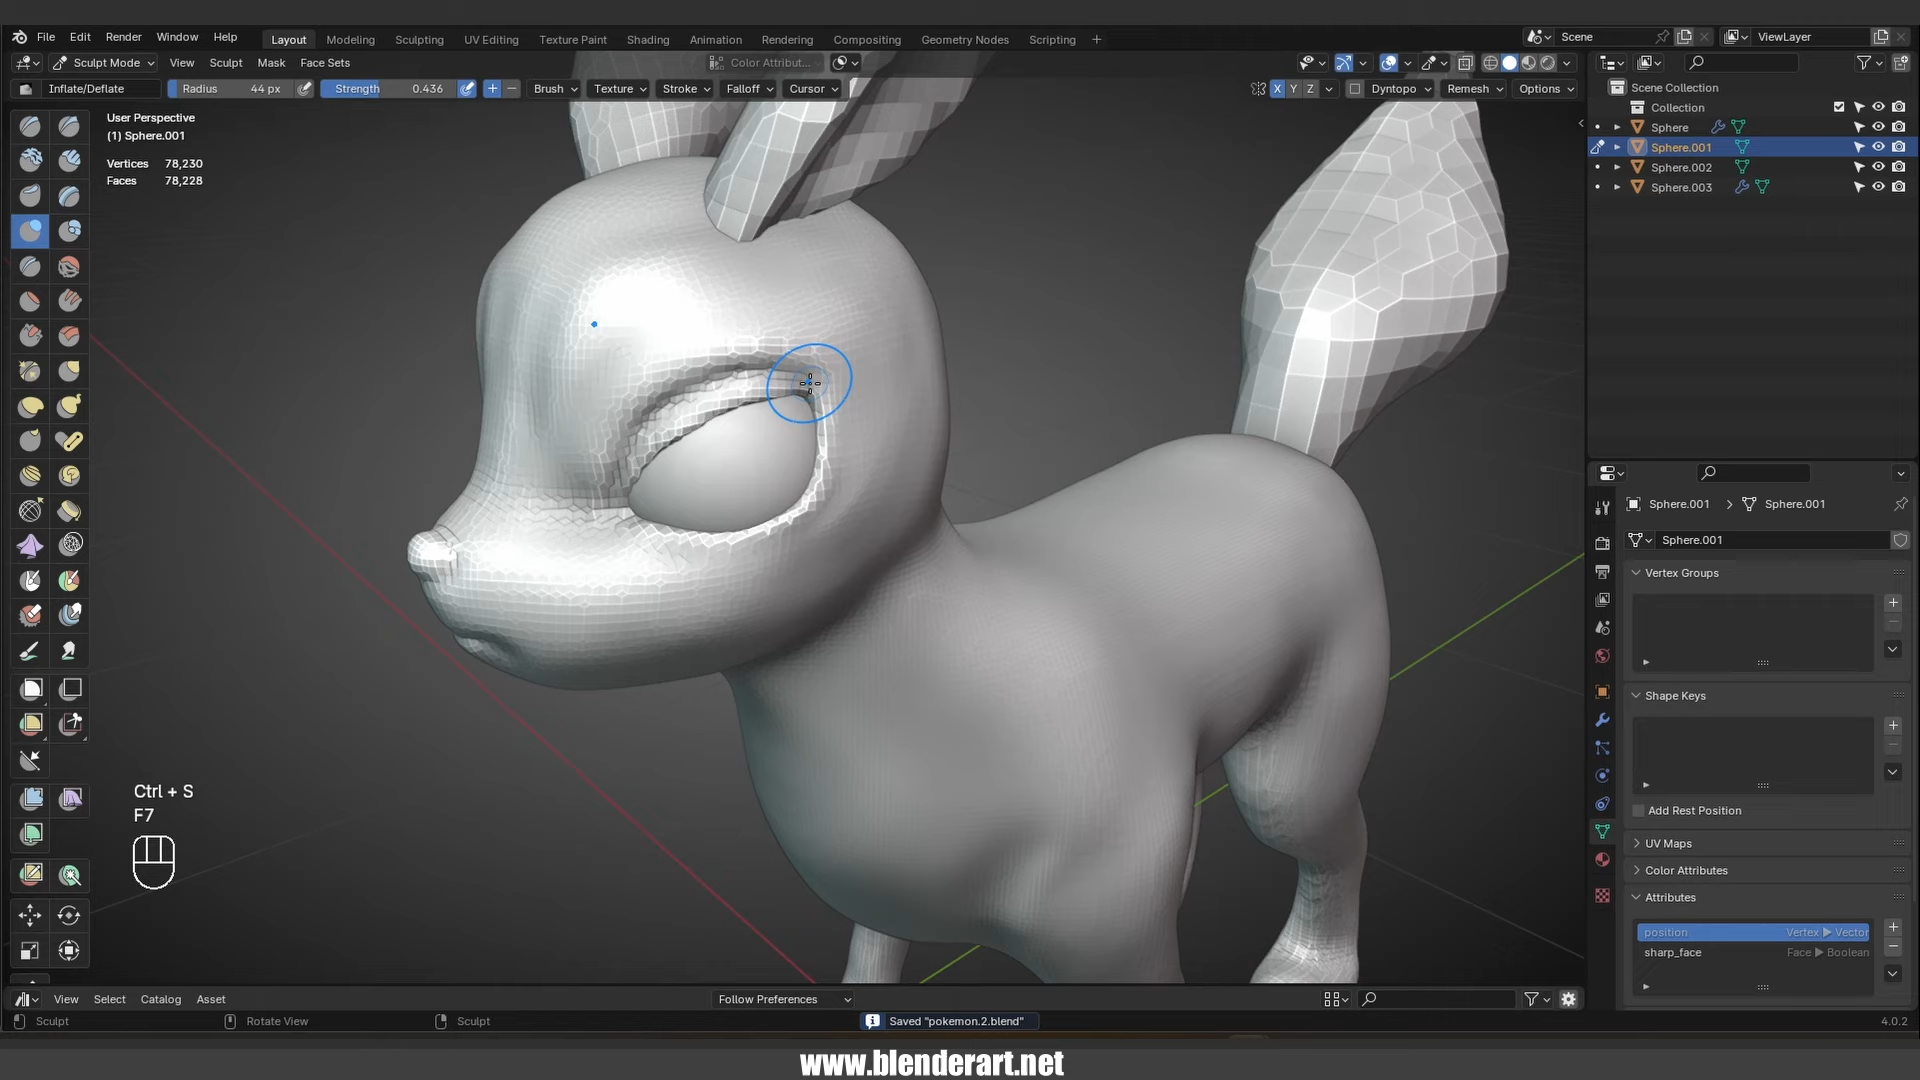 File Edit Render Window Help Layout Modeling Sculpting UV Editing Texture Paint Shading Animation Rendering Compositing Geometry Nodes Scripting + Scene ViewLayer
Sculpt Mode View Sculpt Mask Face Sets Color Attribut...
Inflate/Deflate Radius 44 px Strength 0.436 Brush Texture Stroke Falloff Cursor X Y Z Dyntopo Remesh Options
User Perspective
(1) Sphere.001
Vertices 78,230
Faces 78,228
Scene Collection
Collection
Sphere
Sphere.001
Sphere.002
Sphere.003
Sphere.001 Sphere.001
Sphere.001
Vertex Groups
Shape Keys
Add Rest Position
UV Maps
Color Attributes
Attributes
position Vertex Vector
sharp_face Face Boolean
Ctrl + S
F7
View Select Catalog Asset Follow Preferences
Sculpt Rotate View Sculpt Saved "pokemon.2.blend" 4.0.2
www.blenderart.net